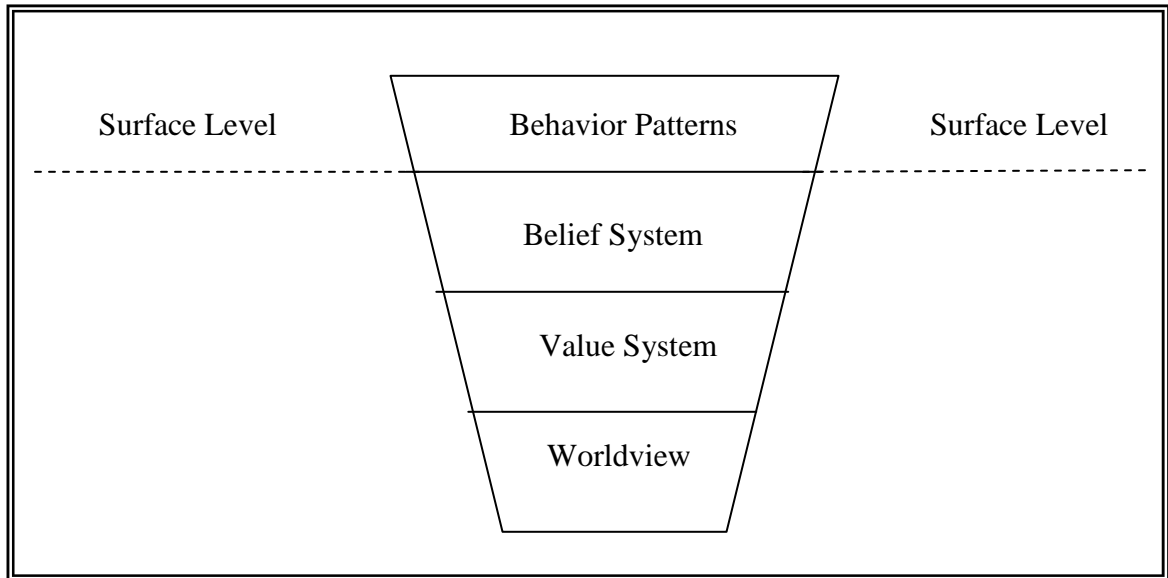 Surface Level
Behavior Patterns
Surface Level
Belief System
Value System
Worldview